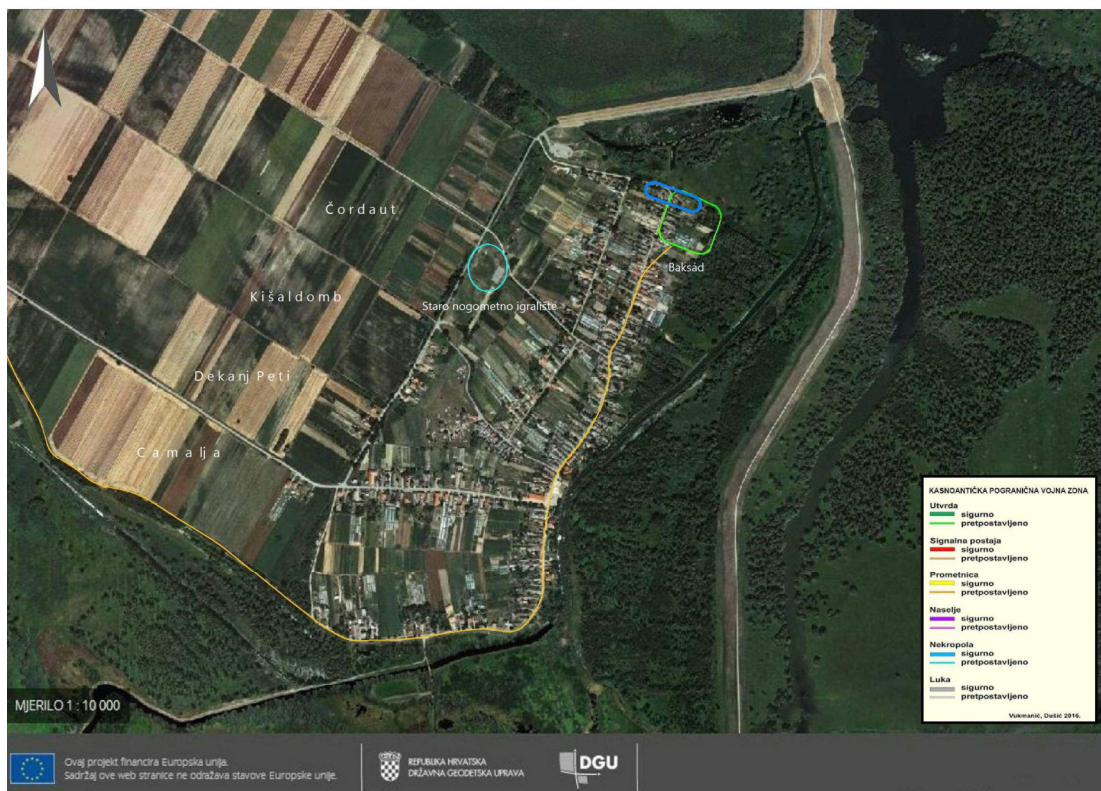 Čordaut
Baksád
Kišaldomb
Staro nogometno igralište
Dekanj Peti
Camalja
KASNOANTIČKA POGRANIČNA VOJNA ZONA
Utvrda
sigurno
pretpostavljeno
Signalna postaja
sigurno
pretpostavljeno
Prometnica
sigurno
pretpostavljeno
Naselje
sigurno
pretpostavljeno
Nekropola
sigurno
pretpostavljeno
Luka
sigurno
pretpostavljeno
Vukmanić, Dušić 2016.
MJERILO 1 : 10 000
Ovaj projekt financira Europska unija.
Sadržaj ove web stranice ne odražava stavove Europske unije.
REPUBLIKA HRVATSKA
DRŽAVNA GEODETSKA UPRAVA
DGU